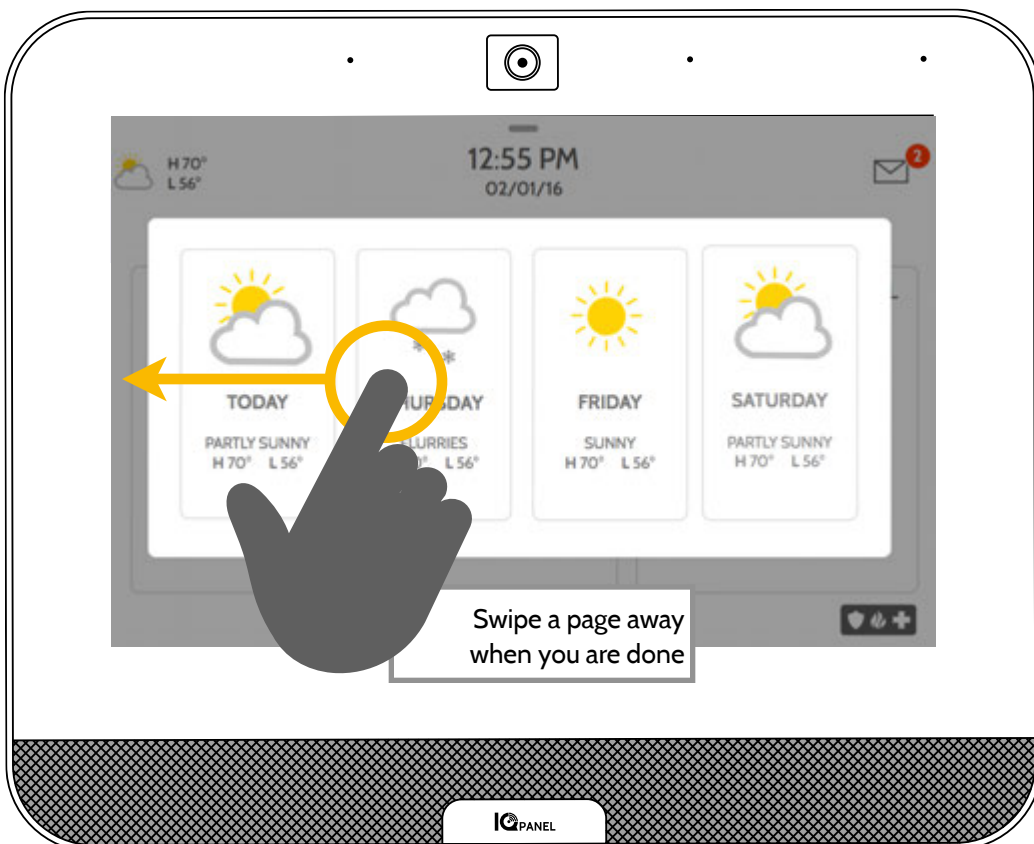 12:55 PM
02/01/16
H 70°
L 56°
2
TODAY
PARTLY SUNNY
H 70° L 56°
L 56°
FRIDAY
SUNNY
H 70° L 56°
SATURDAY
PARTLY SUNNY
H 70° L 56°
Swipe a page away
when you are done
IQ PANEL